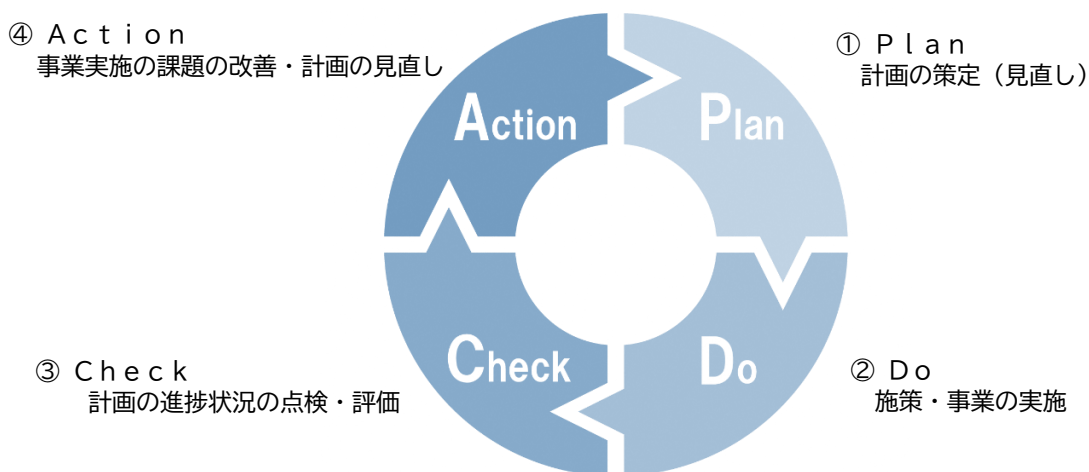 ④ Ａｃｔｉｏｎ
事業実施の課題の改善・計画の見直し
① Ｐｌａｎ
計画の策定（見直し）
Action
Plan
Check
Do
③ Ｃｈｅｃｋ
計画の進捗状況の点検・評価
② Ｄｏ
施策・事業の実施